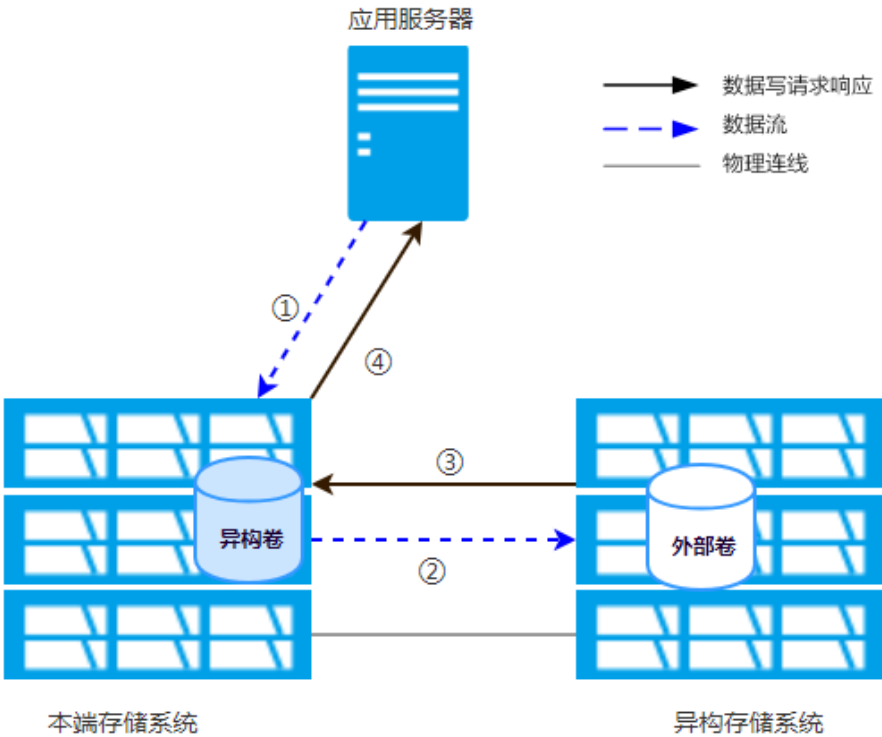 应用服务器
数据写请求响应
数据流
物理连线
①
④
③
异构卷
外部卷
②
本端存储系统
异构存储系统